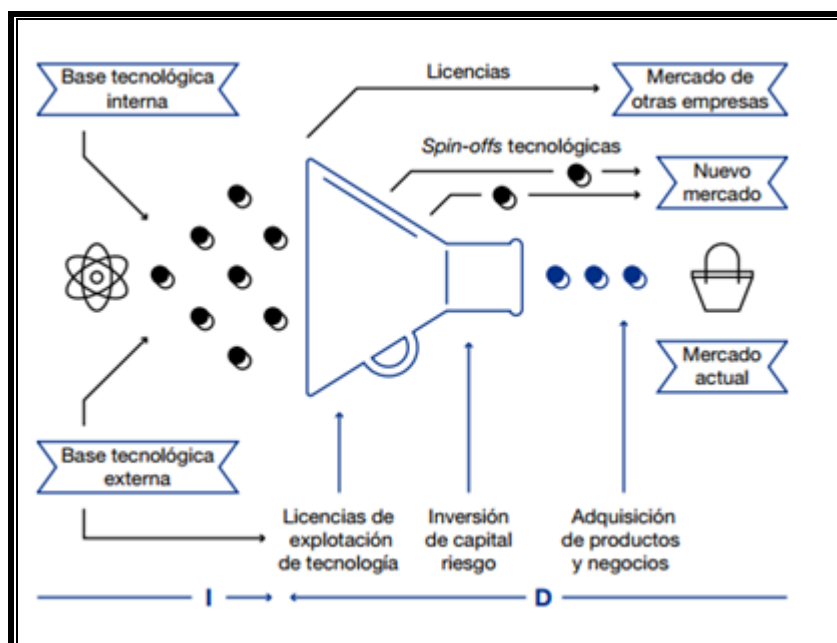 Base tecnológica
interna
Licencias
Mercado de
otras empresas
Spin-offs tecnológicas
Nuevo
mercado
Mercado
actual
Base tecnológica
externa
Licencias de
explotación
de tecnología
Inversión
de capital
riesgo
Adquisición
de productos
y negocios
I
D